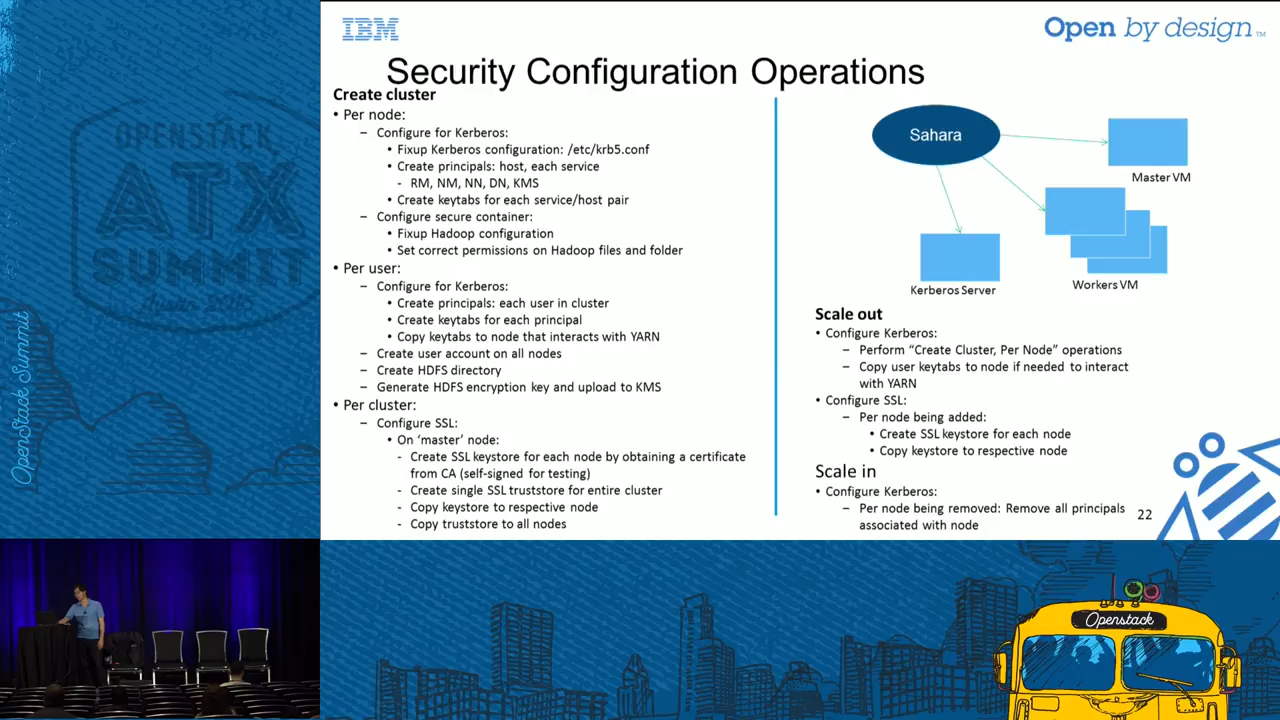 IBM
Open by design™
Security Configuration Operations
Create cluster
• Per node:
– Configure for Kerberos:
• Fixup Kerberos configuration: /etc/krb5.conf
• Create principals: host, each service
- RM, NM, NN, DN, KMS
• Create keytabs for each service/host pair
– Configure secure container:
• Fixup Hadoop configuration
• Set correct permissions on Hadoop files and folder
• Per user:
– Configure for Kerberos:
• Create principals: each user in cluster
• Create keytabs for each principal
• Copy keytabs to node that interacts with YARN
– Create user account on all nodes
– Create HDFS directory
– Generate HDFS encryption key and upload to KMS
• Per cluster:
– Configure SSL:
• On ‘master’ node:
- Create SSL keystore for each node by obtaining a certificate
from CA (self-signed for testing)
- Create single SSL truststore for entire cluster
- Copy keystore to respective node
- Copy truststore to all nodes
Sahara
Master VM
Workers VM
Kerberos Server
Scale out
• Configure Kerberos:
– Perform “Create Cluster, Per Node” operations
– Copy user keytabs to node if needed to interact
with YARN
• Configure SSL:
– Per node being added:
• Create SSL keystore for each node
• Copy keystore to respective node
Scale in
• Configure Kerberos:
– Per node being removed: Remove all principals
associated with node
22
OPENSTACK
ATX
SUMMIT
OpenStack Summit
Openstack